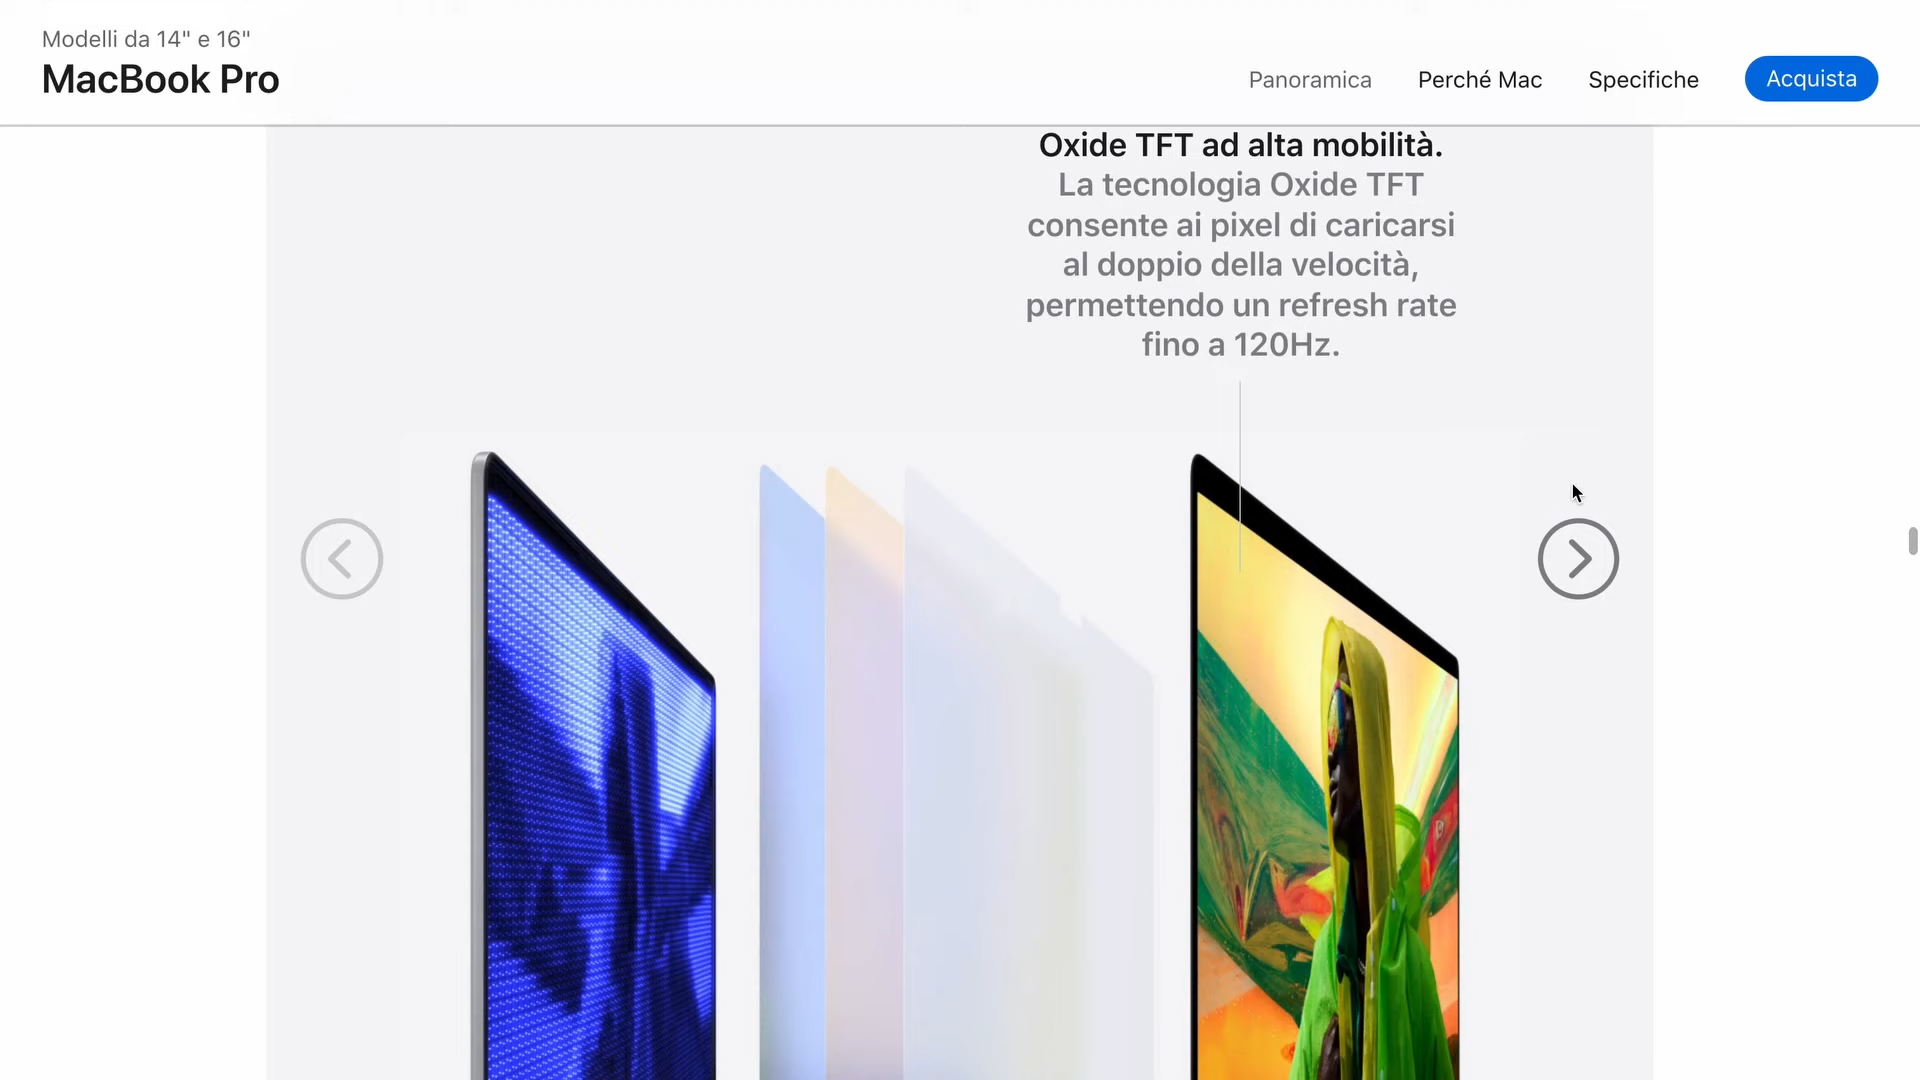 Modelli da 14" e 16"
MacBook Pro
Panoramica
Perché Mac
Specifiche
Acquista
Oxide TFT ad alta mobilità.
La tecnologia Oxide TFT
consente ai pixel di caricarsi
al doppio della velocità,
permettendo un refresh rate
fino a 120Hz.